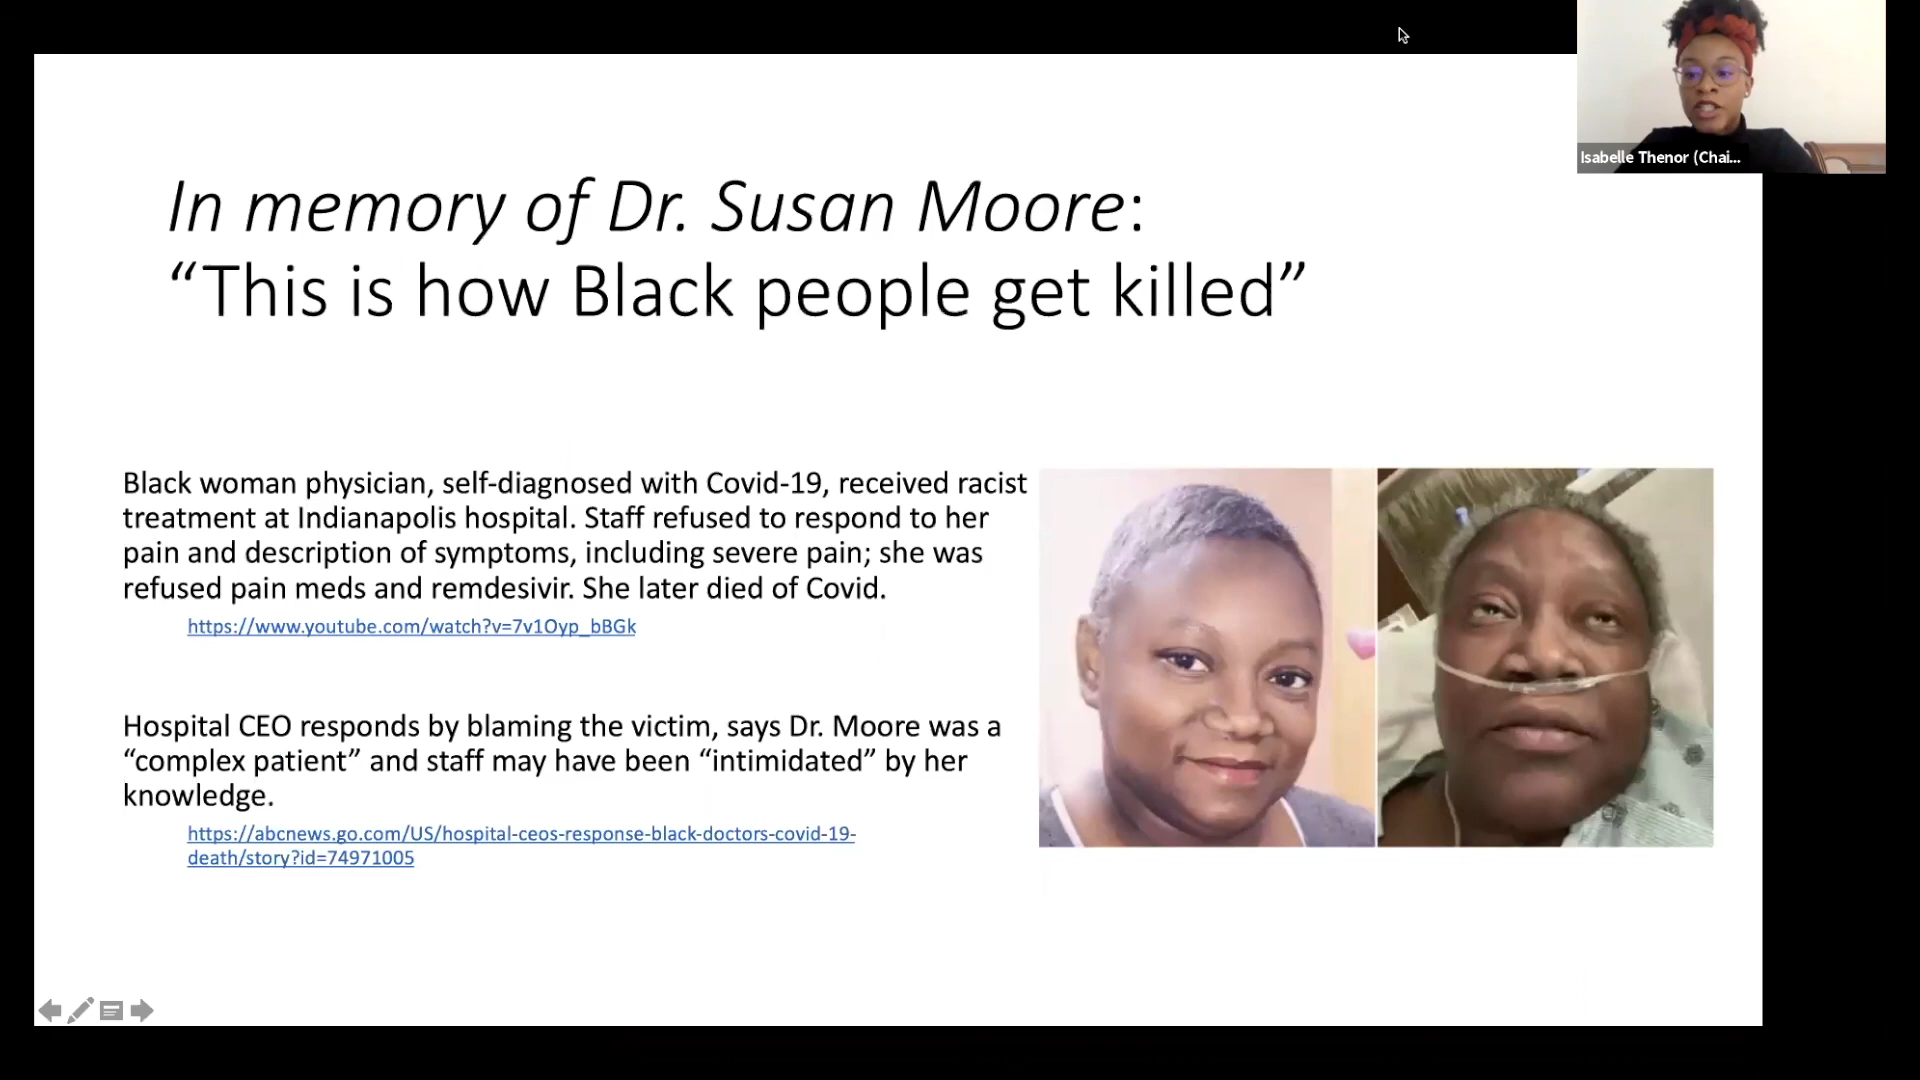 Isabelle Thenor (Chai...
In memory of Dr. Susan Moore:
“This is how Black people get killed”
Black woman physician, self-diagnosed with Covid-19, received racist
treatment at Indianapolis hospital. Staff refused to respond to her
pain and description of symptoms, including severe pain; she was
refused pain meds and remdesivir. She later died of Covid.
https://www.youtube.com/watch?v=7v1Oyp_bBGk
Hospital CEO responds by blaming the victim, says Dr. Moore was a
“complex patient” and staff may have been “intimidated” by her
knowledge.
https://abcnews.go.com/US/hospital-ceos-response-black-doctors-covid-19-
death/story?id=74971005